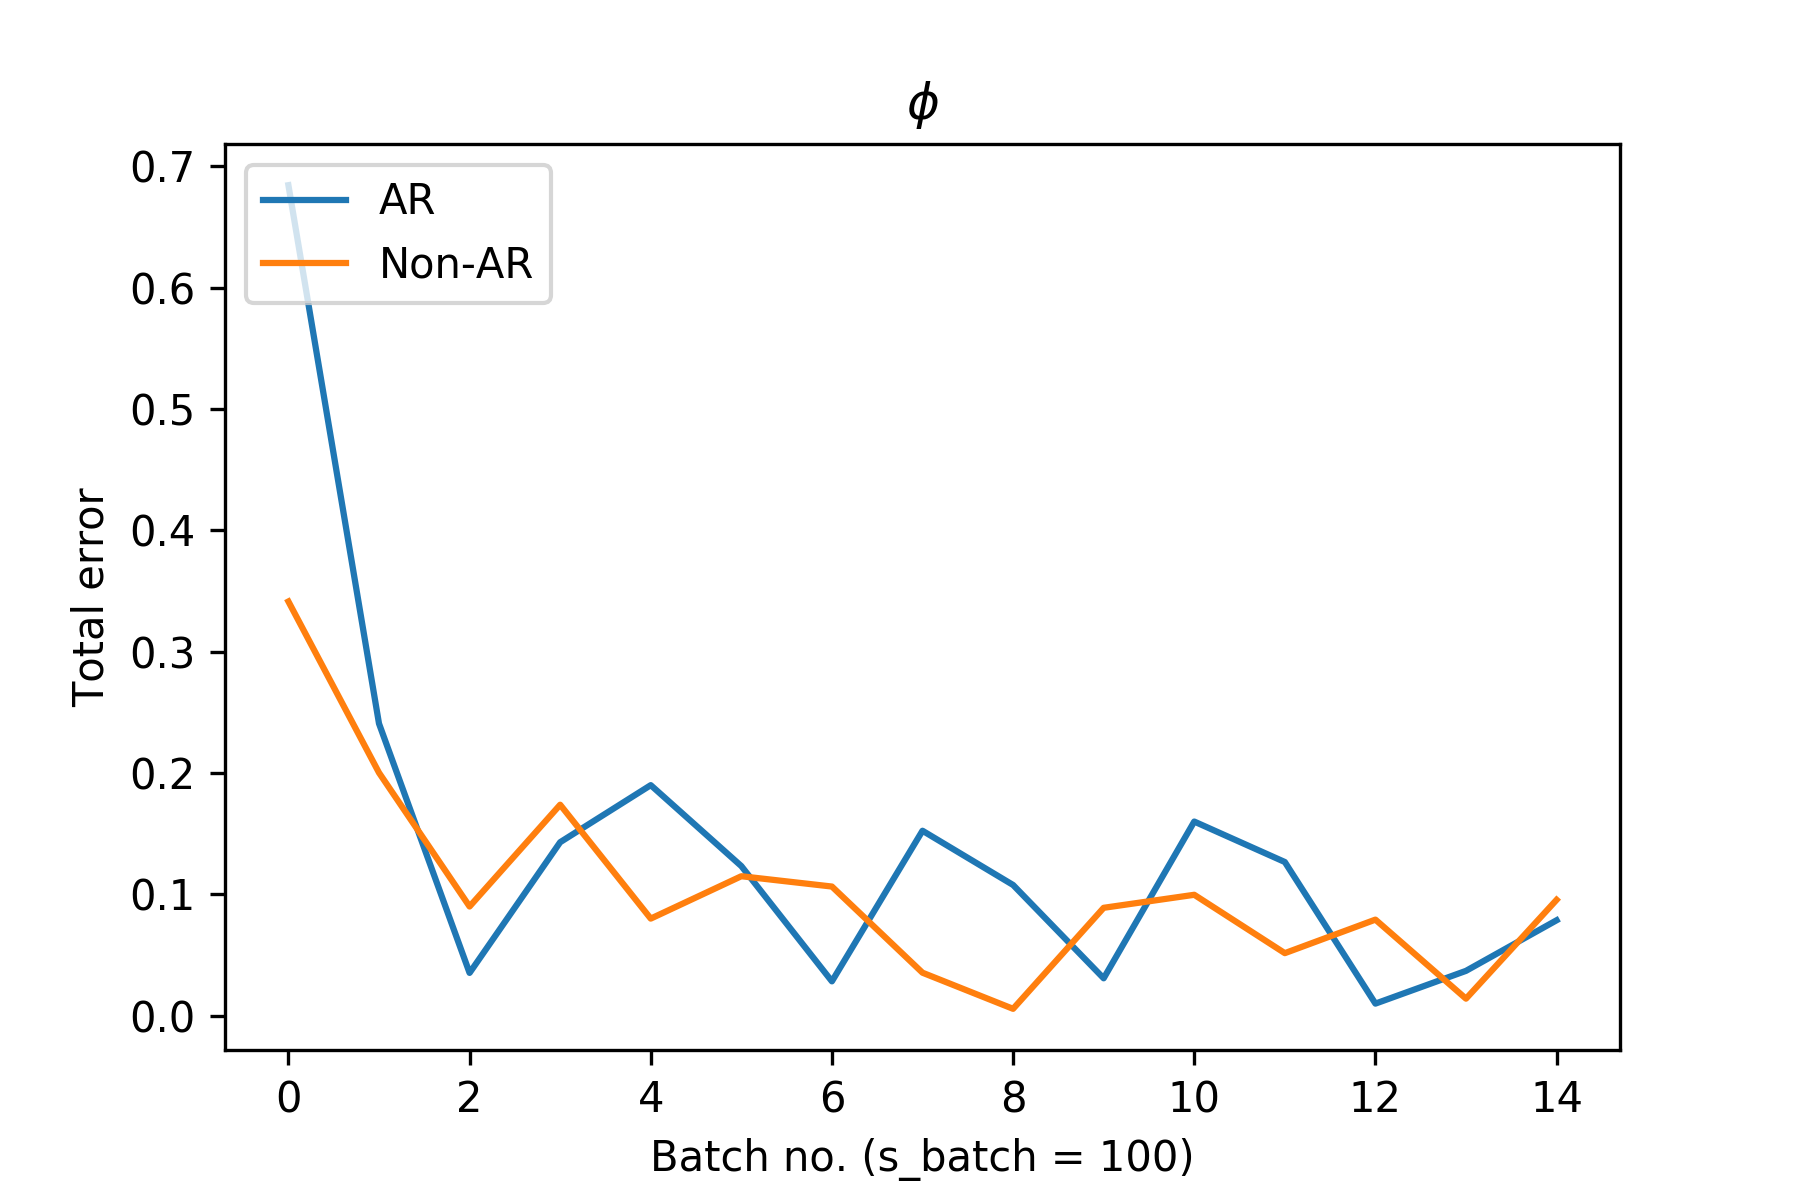 ϕ
AR
Non-AR
Total error
0.7
0.6
0.5
0.4
0.3
0.2
0.1
0.0
0 2 4 6 8 10 12 14
Batch no. (s_batch = 100)